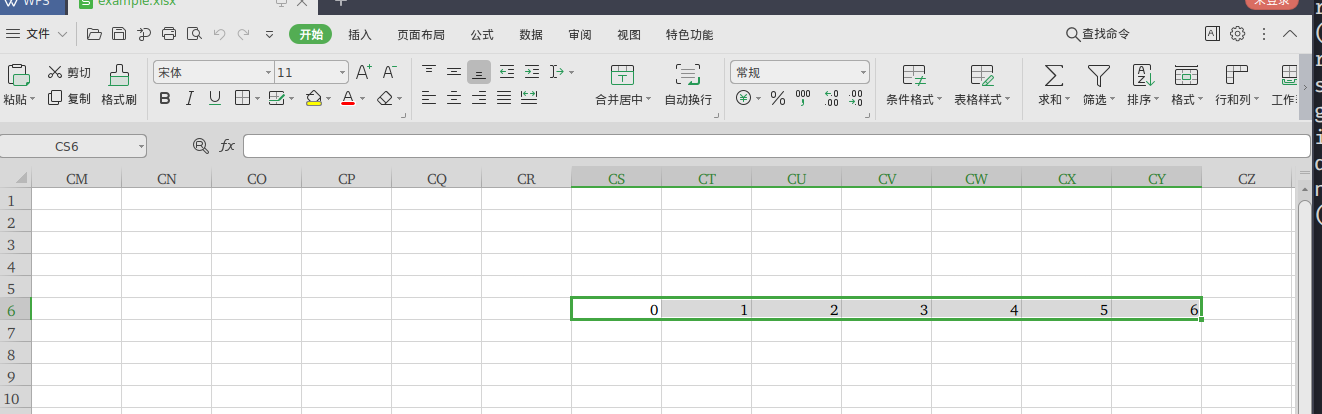 WPS example.xlsx 未登录
文件 开始 插入 页面布局 公式 数据 审阅 视图 特色功能 查找命令
粘贴 剪切 复制 格式刷 宋体 11 B I U A 合并居中 自动换行 常规 条件格式 表格样式 求和 筛选 排序 格式 行和列 工作
CS6 fx
CM CN CO CP CQ CR CS CT CU CV CW CX CY CZ
1
2
3
4
5
6 0 1 2 3 4 5 6
7
8
9
10